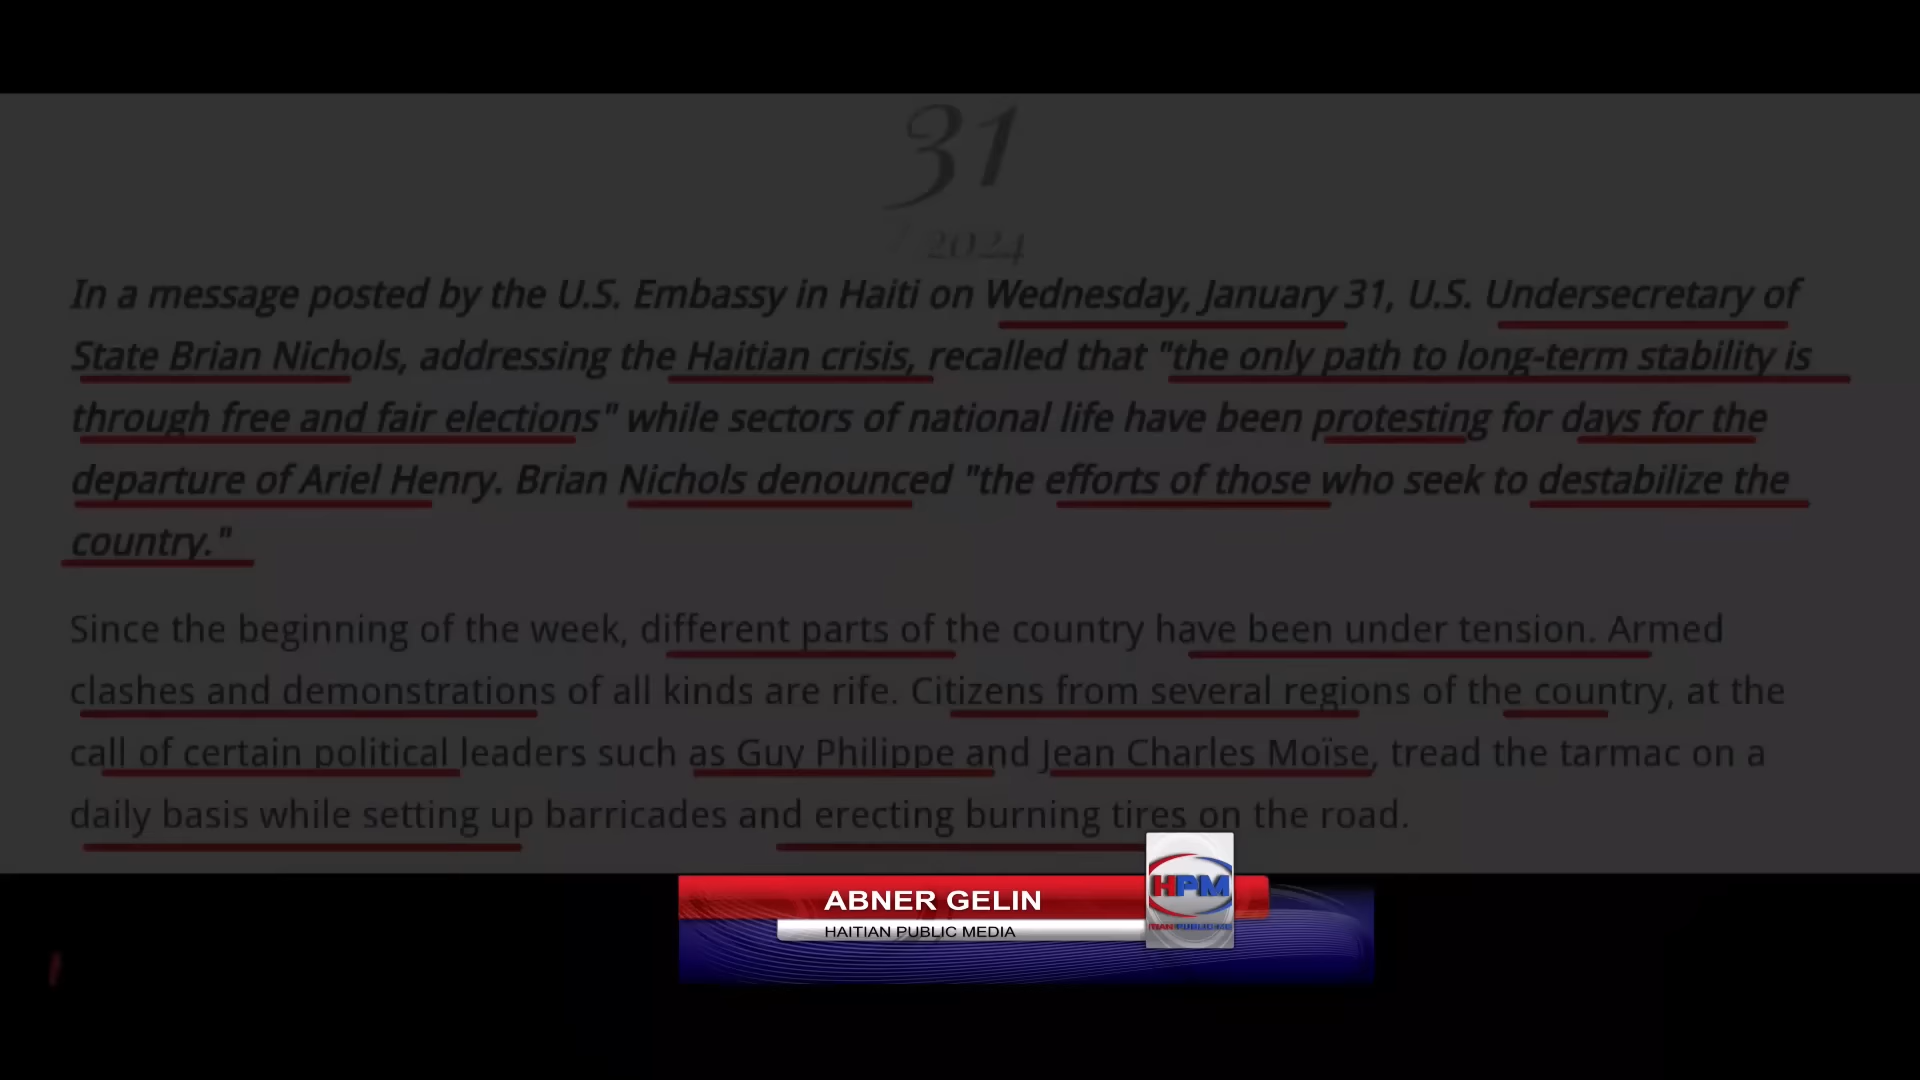 31
2024
In a message posted by the U.S. Embassy in Haiti on Wednesday, January 31, U.S. Undersecretary of
State Brian Nichols, addressing the Haitian crisis, recalled that "the only path to long-term stability is
through free and fair elections" while sectors of national life have been protesting for days for the
departure of Ariel Henry. Brian Nichols denounced "the efforts of those who seek to destabilize the
country."
Since the beginning of the week, different parts of the country have been under tension. Armed
clashes and demonstrations of all kinds are rife. Citizens from several regions of the country, at the
call of certain political leaders such as Guy Philippe and Jean Charles Moïse, tread the tarmac on a
daily basis while setting up barricades and erecting burning tires on the road.
ABNER GELIN
HPM
HAITIAN PUBLIC MEDIA